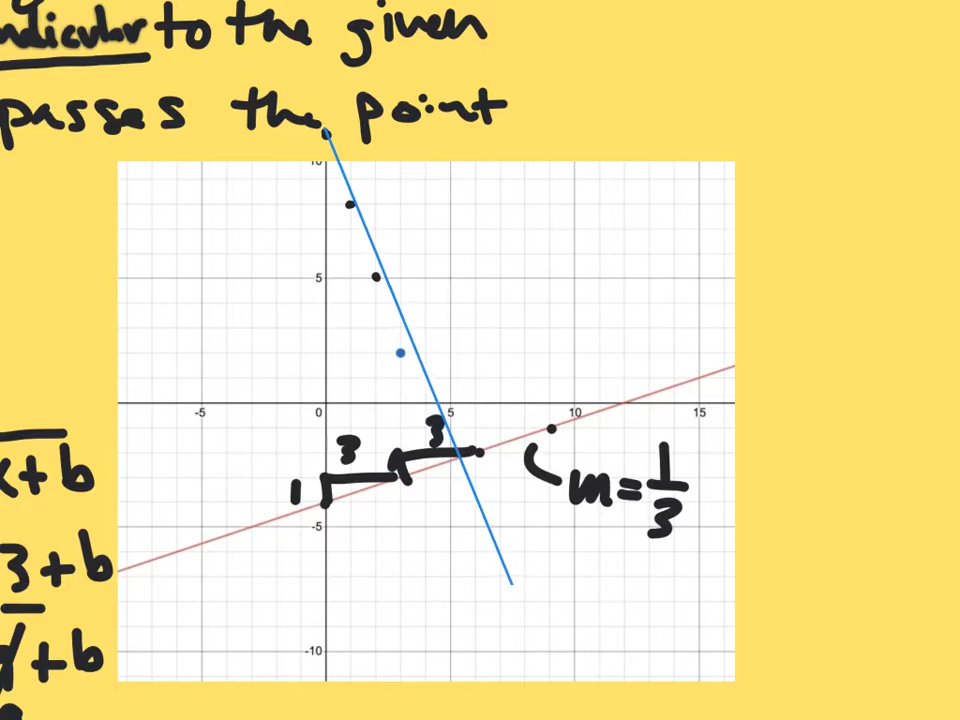 ndicular to the given
passes the point
10
5
-5
0
5
10
15
3
3
x+b
1
m=1/3
-5
3+b
+b
-10